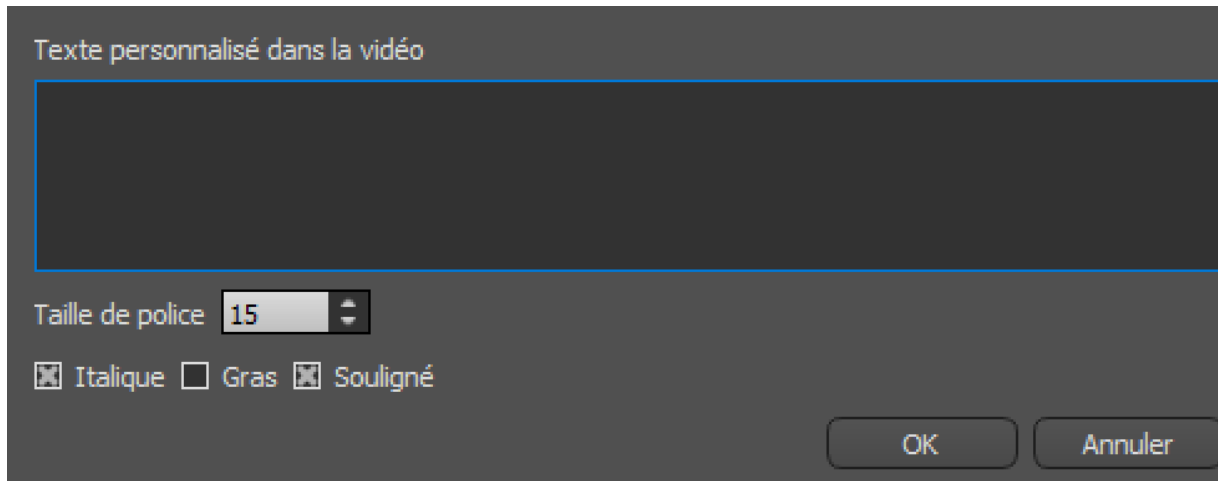 Texte personnalisé dans la vidéo
Taille de police 15
Italique Gras Souligné
OK Annuler